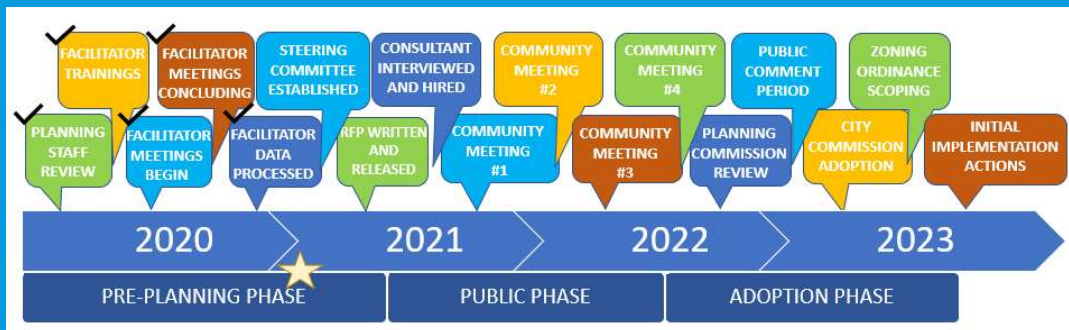 FACILITATOR
TRAININGS
FACILITATOR
MEETINGS
CONCLUDING
STEERING
COMMITTEE
ESTABLISHED
CONSULTANT
INTERVIEWED
AND HIRED
COMMUNITY
MEETING
#2
COMMUNITY
MEETING
#4
PUBLIC
COMMENT
PERIOD
ZONING
ORDINANCE
SCOPING
PLANNING
STAFF
REVIEW
FACILITATOR
MEETINGS
BEGIN
FACILITATOR
DATA
PROCESSED
RFP WRITTEN
AND
RELEASED
COMMUNITY
MEETING
#1
COMMUNITY
MEETING
#3
PLANNING
COMMISSION
REVIEW
CITY
COMMISSION
ADOPTION
INITIAL
IMPLEMENTATION
ACTIONS
2020
2021
2022
2023
PRE-PLANNING PHASE
PUBLIC PHASE
ADOPTION PHASE